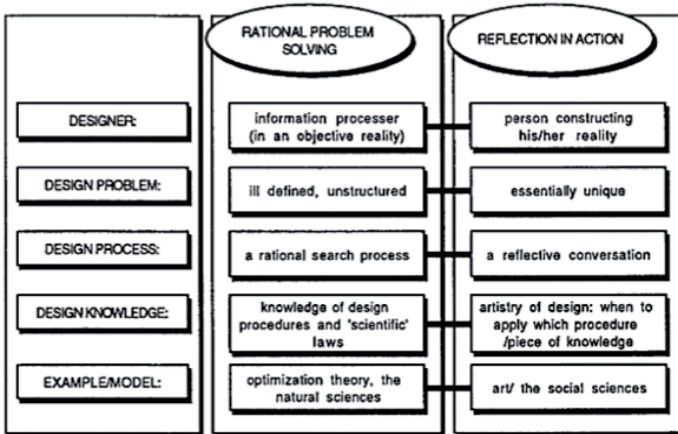 RATIONAL PROBLEM
SOLVING
REFLECTION IN ACTION
DESIGNER:
information processer
(in an objective reality)
person constructing
his/her reality
DESIGN PROBLEM:
ill defined, unstructured
essentially unique
DESIGN PROCESS:
a rational search process
a reflective conversation
DESIGN KNOWLEDGE:
knowledge of design
procedures and 'scientific'
laws
artistry of design: when to
apply which procedure
/piece of knowledge
EXAMPLE/MODEL:
optimization theory, the
natural sciences
art/ the social sciences